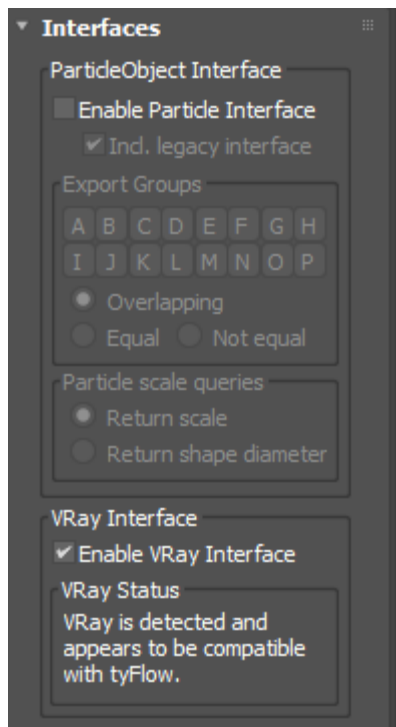 Interfaces
ParticleObject Interface
Enable Particle Interface
Incl. legacy interface
Export Groups
A B C D E F G H
I J K L M N O P
Overlapping
Equal Not equal
Particle scale queries
Return scale
Return shape diameter
VRay Interface
Enable VRay Interface
VRay Status
VRay is detected and
appears to be compatible
with tyFlow.